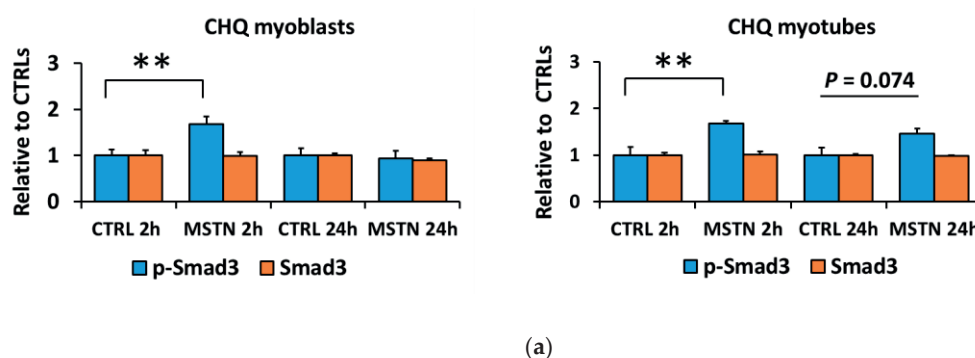 CHQ myoblasts
Relative to CTRLs
3
2
1
0
**
CTRL 2h MSTN 2h CTRL 24h MSTN 24h
p-Smad3 Smad3
CHQ myotubes
Relative to CTRLs
3
2
1
0
**
P = 0.074
CTRL 2h MSTN 2h CTRL 24h MSTN 24h
p-Smad3 Smad3
(a)